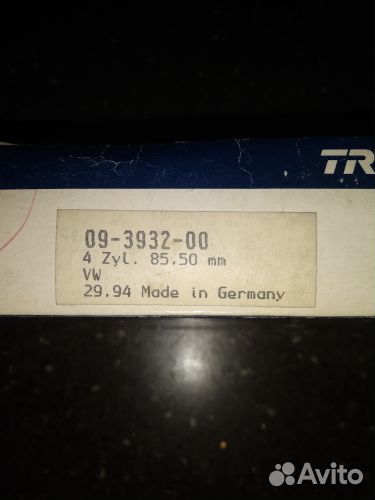 TR
09-3932-00
4 Zyl. 85,50 mm
VW
29.94 Made in Germany
Avito